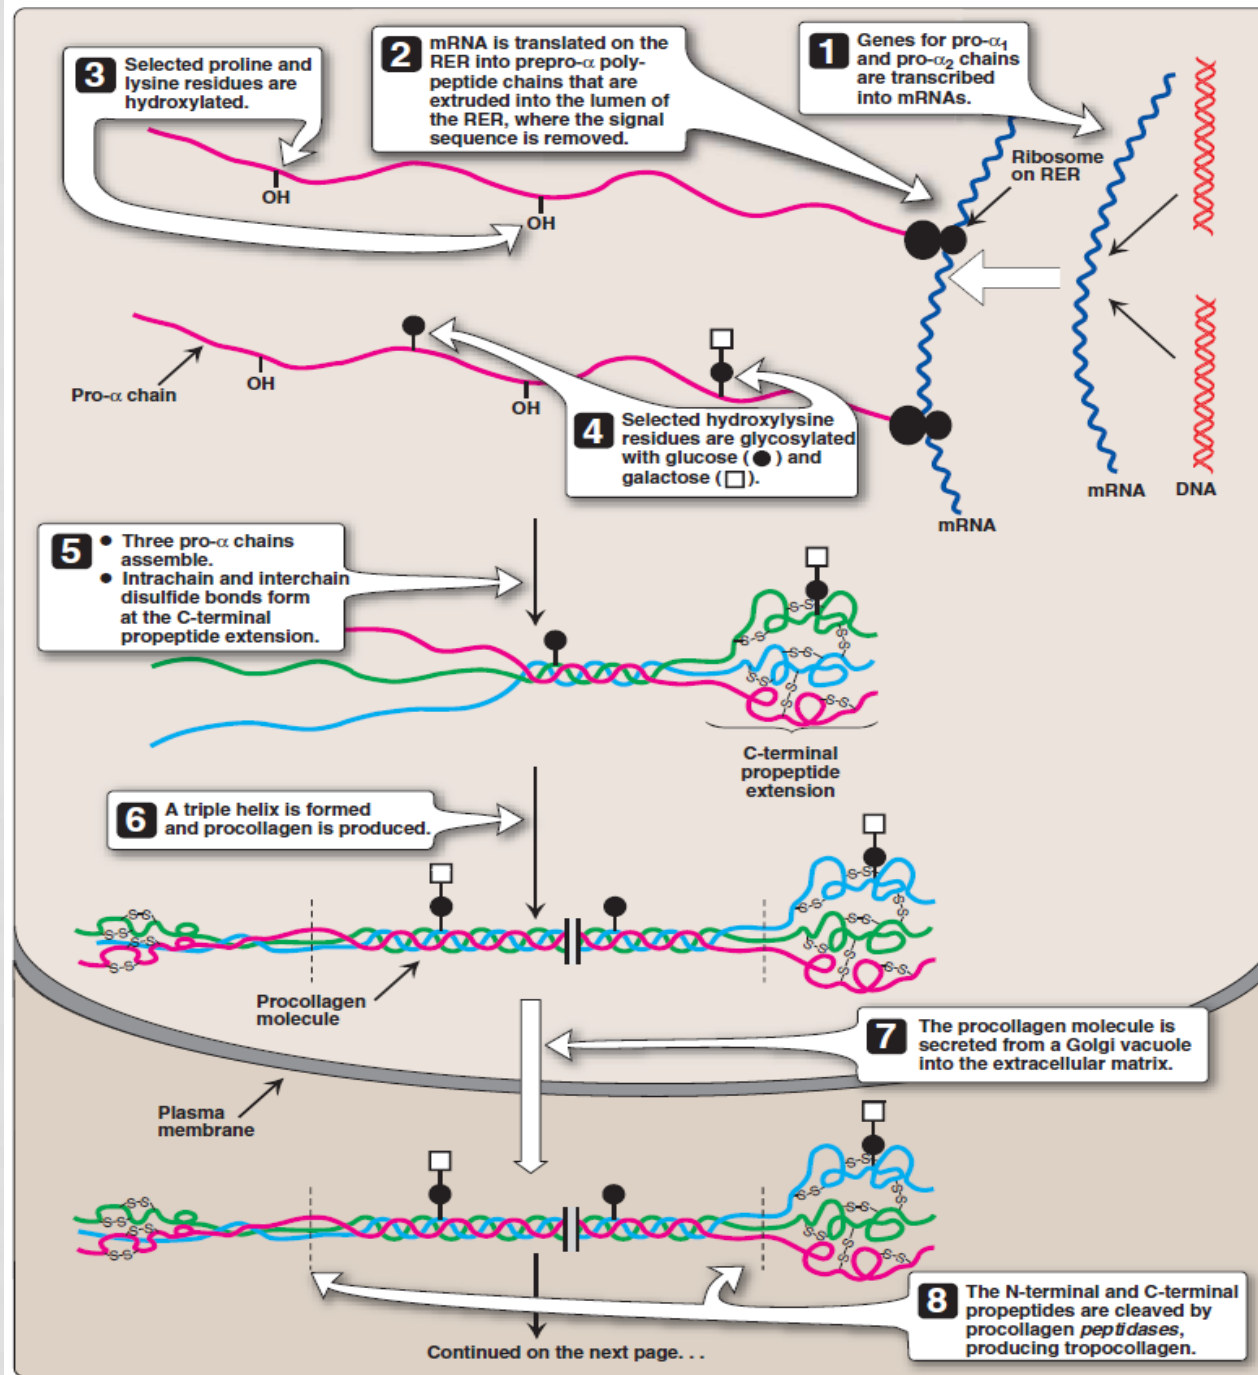 1
Genes for pro-α₁
and pro-α₂ chains
are transcribed
into mRNAs.
2
mRNA is translated on the
RER into prepro-α poly-
peptide chains that are
extruded into the lumen of
the RER, where the signal
sequence is removed.
3
Selected proline and
lysine residues are
hydroxylated.
Ribosome
on RER
OH
OH
Pro-α chain
OH
OH
4
Selected hydroxylysine
residues are glycosylated
with glucose (●) and
galactose (□).
mRNA
DNA
mRNA
5
● Three pro-α chains
assemble.
● Intrachain and interchain
disulfide bonds form
at the C-terminal
propeptide extension.
S-S
S-S
S-S
S-S
S-S
S-S
S-S
S-S
C-terminal
propeptide
extension
6
A triple helix is formed
and procollagen is produced.
S-S
S-S
S-S
S-S
S-S
S-S
S-S
S-S
S-S
S-S
S-S
S-S
Procollagen
molecule
7
The procollagen molecule is
secreted from a Golgi vacuole
into the extracellular matrix.
Plasma
membrane
S-S
S-S
S-S
S-S
S-S
S-S
S-S
S-S
S-S
S-S
S-S
S-S
8
The N-terminal and C-terminal
propeptides are cleaved by
procollagen peptidases,
producing tropocollagen.
Continued on the next page. . .